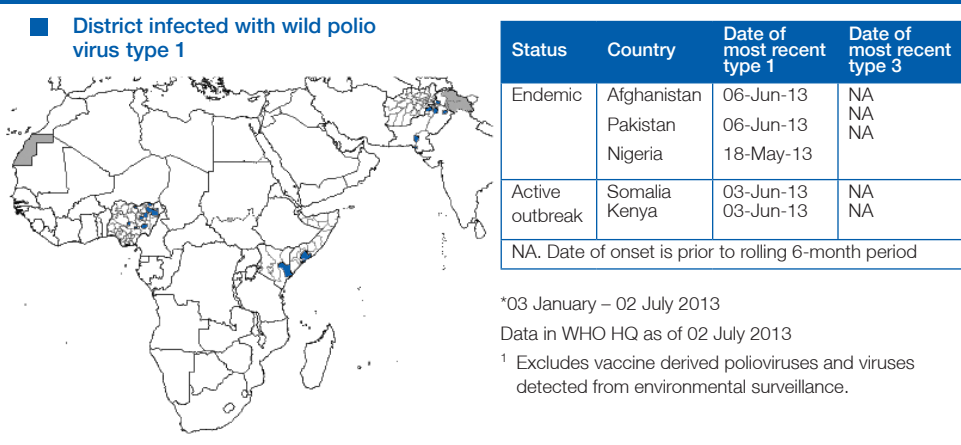 District infected with wild polio
virus type 1
Status Country Date of most recent type 1 Date of most recent type 3
Endemic Afghanistan 06-Jun-13 NA
Pakistan 06-Jun-13 NA
Nigeria 18-May-13 NA
Active outbreak Somalia 03-Jun-13 NA
Kenya 03-Jun-13 NA
NA. Date of onset is prior to rolling 6-month period
*03 January – 02 July 2013
Data in WHO HQ as of 02 July 2013
1 Excludes vaccine derived polioviruses and viruses
detected from environmental surveillance.